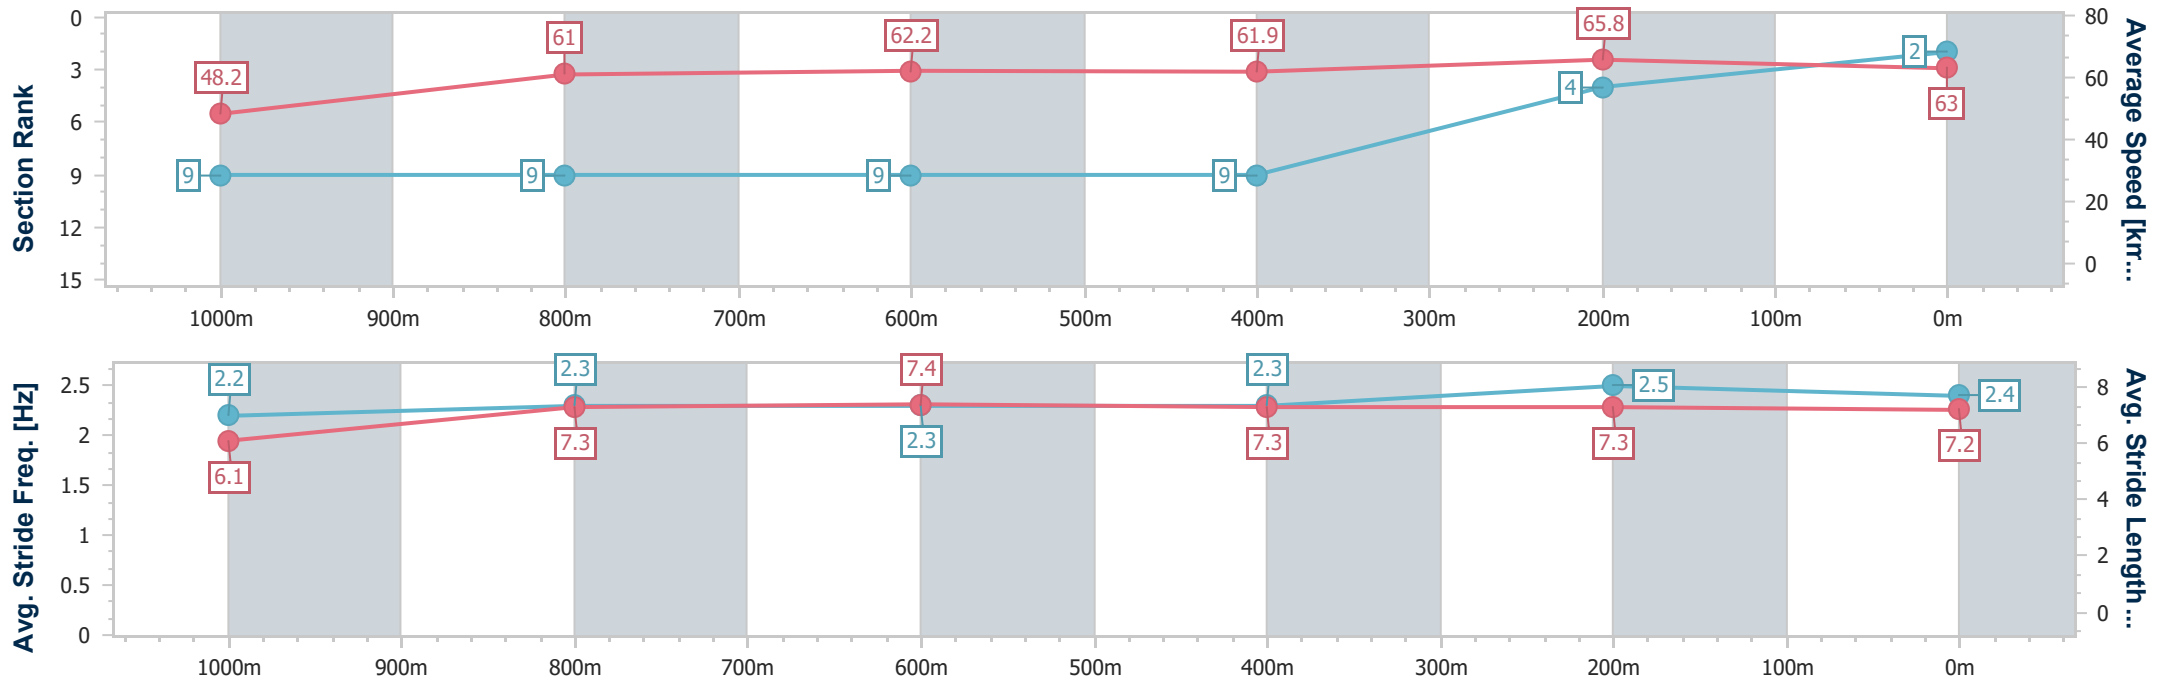 Section Rank
0
3
6
9
12
15
48.2
61
62.2
61.9
65.8
63
9
9
9
9
4
2
80
60
40
20
0
Average Speed [km...
1000m
900m
800m
700m
600m
500m
400m
300m
200m
100m
0m
Avg. Stride Freq. [Hz]
2.5
2
1.5
1
0.5
0
2.2
2.3
7.4
2.3
2.5
2.4
6.1
7.3
2.3
7.3
7.3
7.2
8
6
4
2
0
Avg. Stride Length ...
1000m
900m
800m
700m
600m
500m
400m
300m
200m
100m
0m